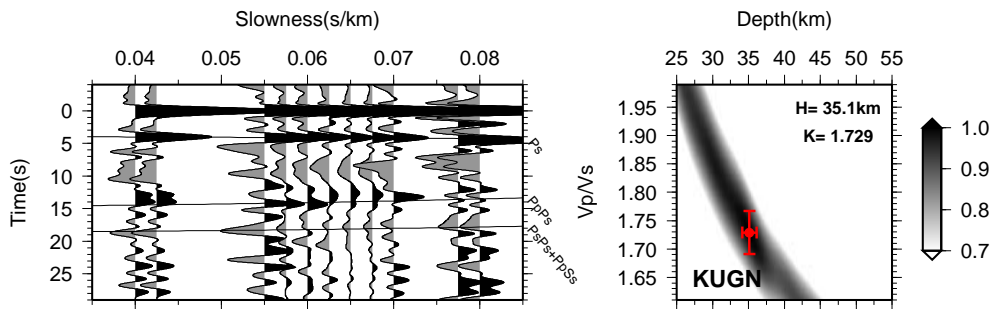 Slowness(s/km)
0.04 0.05 0.06 0.07 0.08
Time(s)
0
5
10
15
20
25
Ps
PpPs
PsPs+PpSs
Depth(km)
25 30 35 40 45 50 55
Vp/Vs
1.95
1.90
1.85
1.80
1.75
1.70
1.65
H= 35.1km
K= 1.729
KUGN
1.0
0.9
0.8
0.7